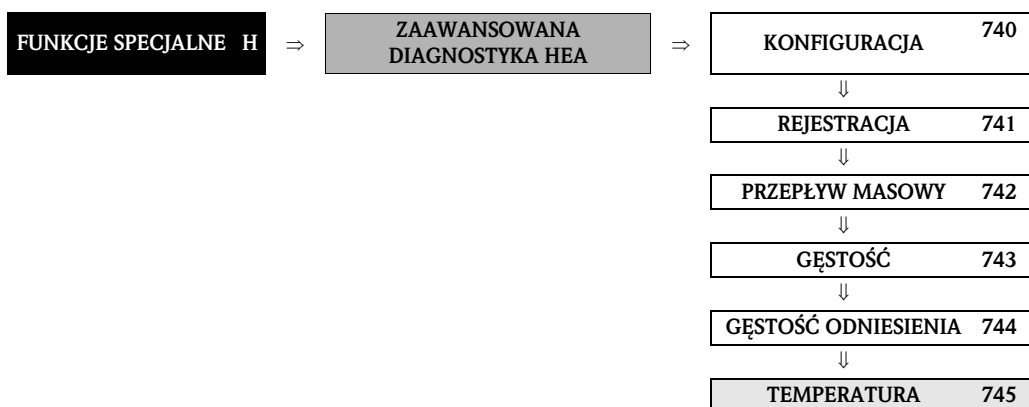 FUNKCJE SPECJALNE H ⇒ ZAAWANSOWANA DIAGNOSTYKA HEA ⇒ KONFIGURACJA 740
⇓
REJESTRACJA 741
⇓
PRZEPŁYW MASOWY 742
⇓
GĘSTOŚĆ 743
⇓
GĘSTOŚĆ ODNIESIENIA 744
⇓
TEMPERATURA 745